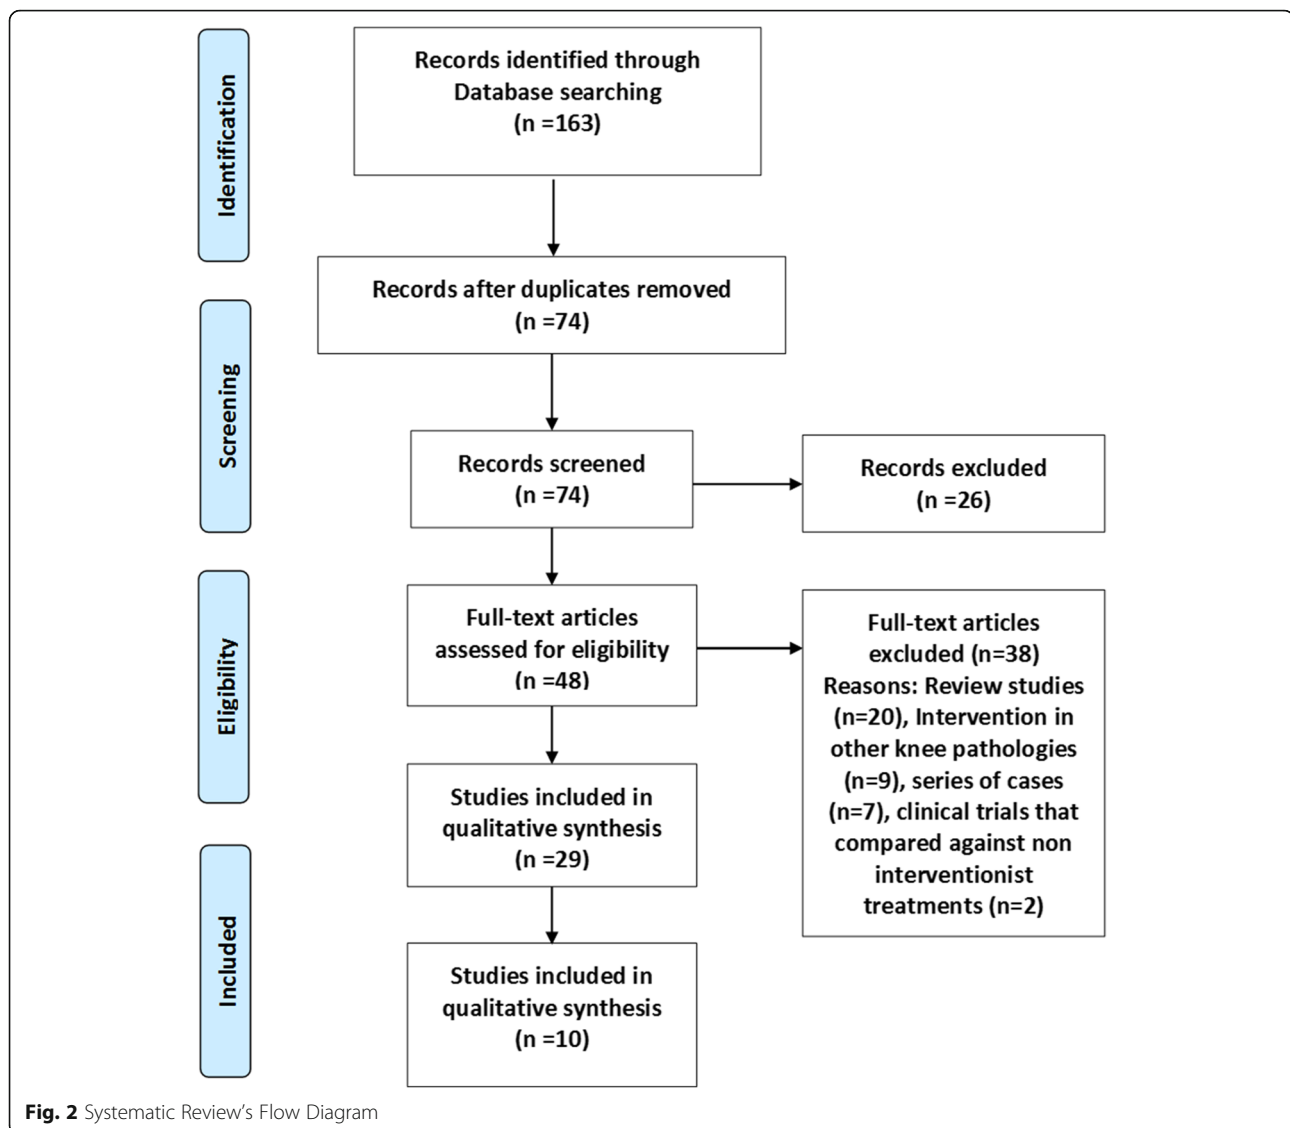 Identification
Records identified through
Database searching
(n =163)
Records after duplicates removed
(n =74)
Screening
Records screened
(n =74)
Records excluded
(n =26)
Eligibility
Full-text articles
assessed for eligibility
(n =48)
Full-text articles
excluded (n=38)
Reasons: Review studies
(n=20), Intervention in
other knee pathologies
(n=9), series of cases
(n=7), clinical trials that
compared against non
interventionist
treatments (n=2)
Studies included in
qualitative synthesis
(n =29)
Included
Studies included in
qualitative synthesis
(n =10)
Fig. 2 Systematic Review's Flow Diagram